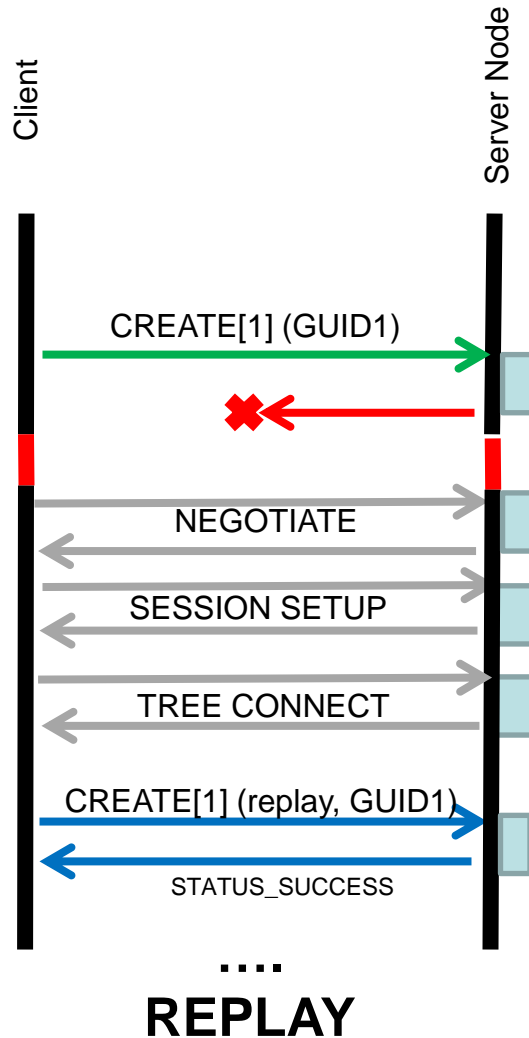 Client
Server Node
CREATE[1] (GUID1)
NEGOTIATE
SESSION SETUP
TREE CONNECT
CREATE[1] (replay, GUID1)
STATUS_SUCCESS
....
REPLAY